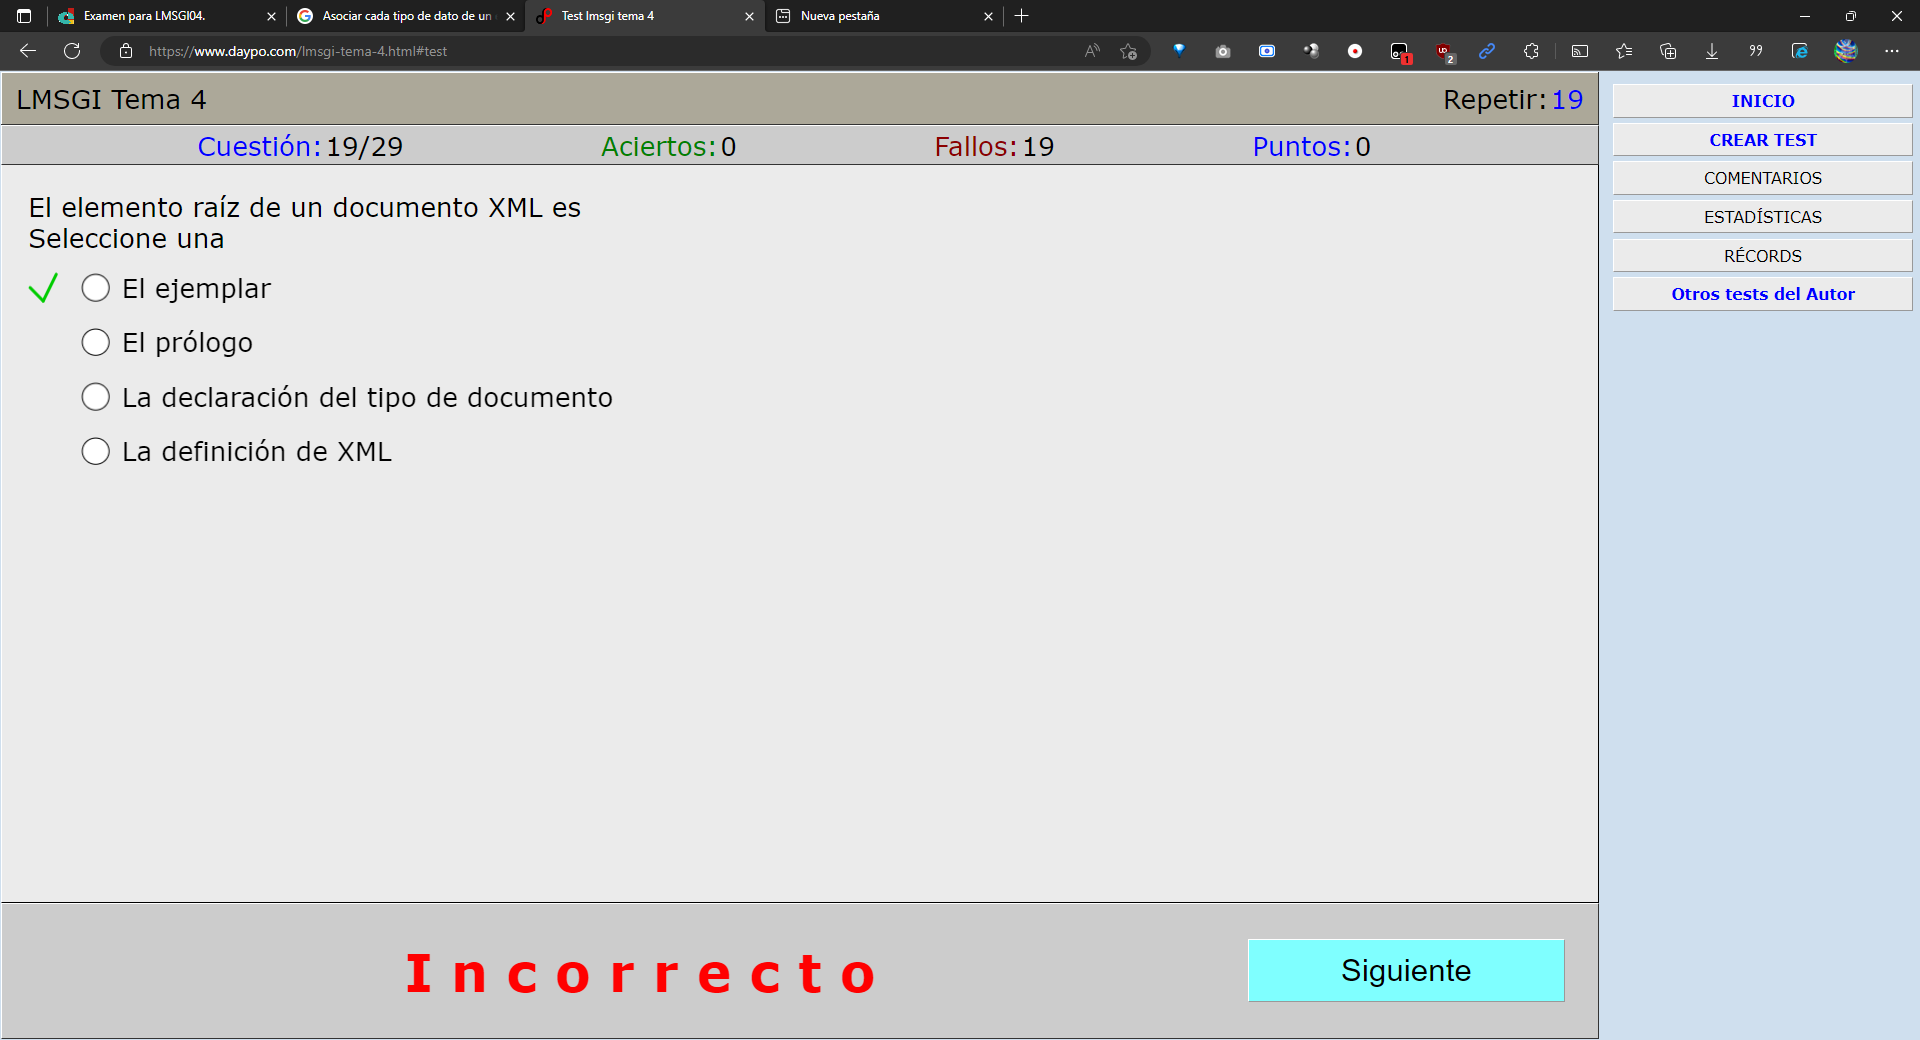 Examen para LMSGI04.
Asociar cada tipo de dato de un
Test lmsgi tema 4
Nueva pestaña
https://www.daypo.com/lmsgi-tema-4.html#test
1
2
LMSGI Tema 4
Repetir: 19
Cuestión: 19/29
Aciertos: 0
Fallos: 19
Puntos: 0
El elemento raíz de un documento XML es
Seleccione una
El ejemplar
El prólogo
La declaración del tipo de documento
La definición de XML
Incorrecto
Siguiente
INICIO
CREAR TEST
COMENTARIOS
ESTADÍSTICAS
RÉCORDS
Otros tests del Autor